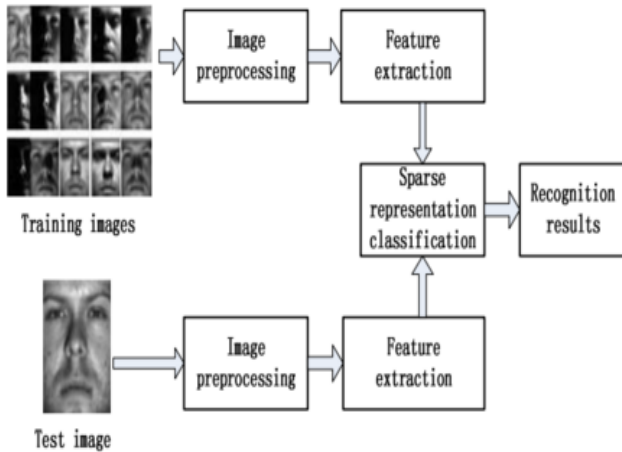 Image
preprocessing
Feature
extraction
Training images
Sparse
representation
classification
Recognition
results
Image
preprocessing
Feature
extraction
Test image